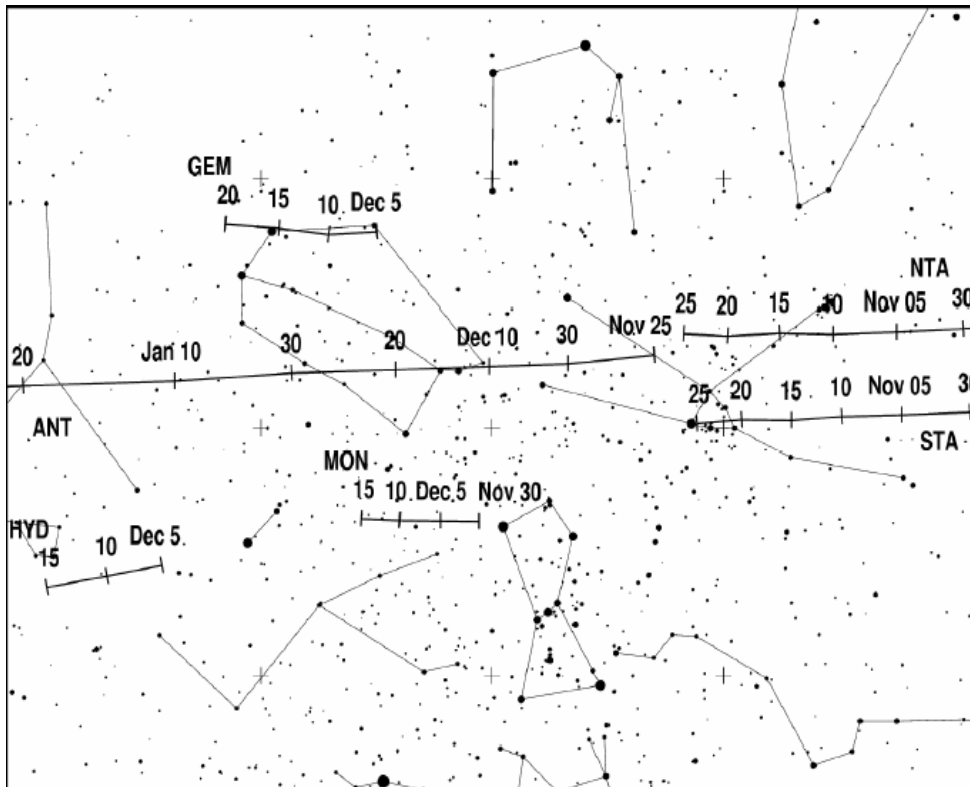 GEM
20 15 10 Dec 5
NTA
25 20 15 10 Nov 05 30
20 Jan 10 30 20 Dec 10 30 Nov 25
ANT
25 20 15 10 Nov 05 30
STA
MON
15 10 Dec 5 Nov 30
HYD
15 10 Dec 5